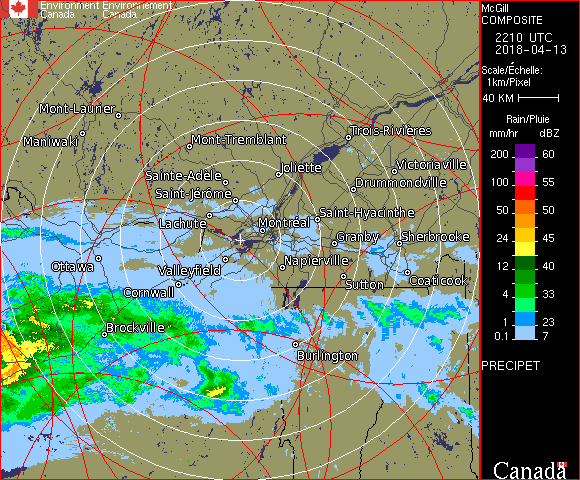 Environment Environnement
Canada Canada
McGill
COMPOSITE
2210 UTC
2018-04-13
Scale/Échelle:
1km/Pixel
40 KM
Rain/Pluie
mm/hr dBZ
200 60
100 55
50 50
24 45
12 40
8 33
4 28
1 23
0.1 7
PRECIPET
Canada
Mont-Laurier
Maniwaki
Mont-Tremblant
Trois-Rivières
Joliette
Victoriaville
Sainte-Adèle
Drummondville
Saint-Jérôme
Saint-Hyacinthe
Lachute
Montréal
Granby
Sherbrooke
Ottawa
Valleyfield
Napierville
Cornwall
Sutton
Coaticook
Brockville
Burlington